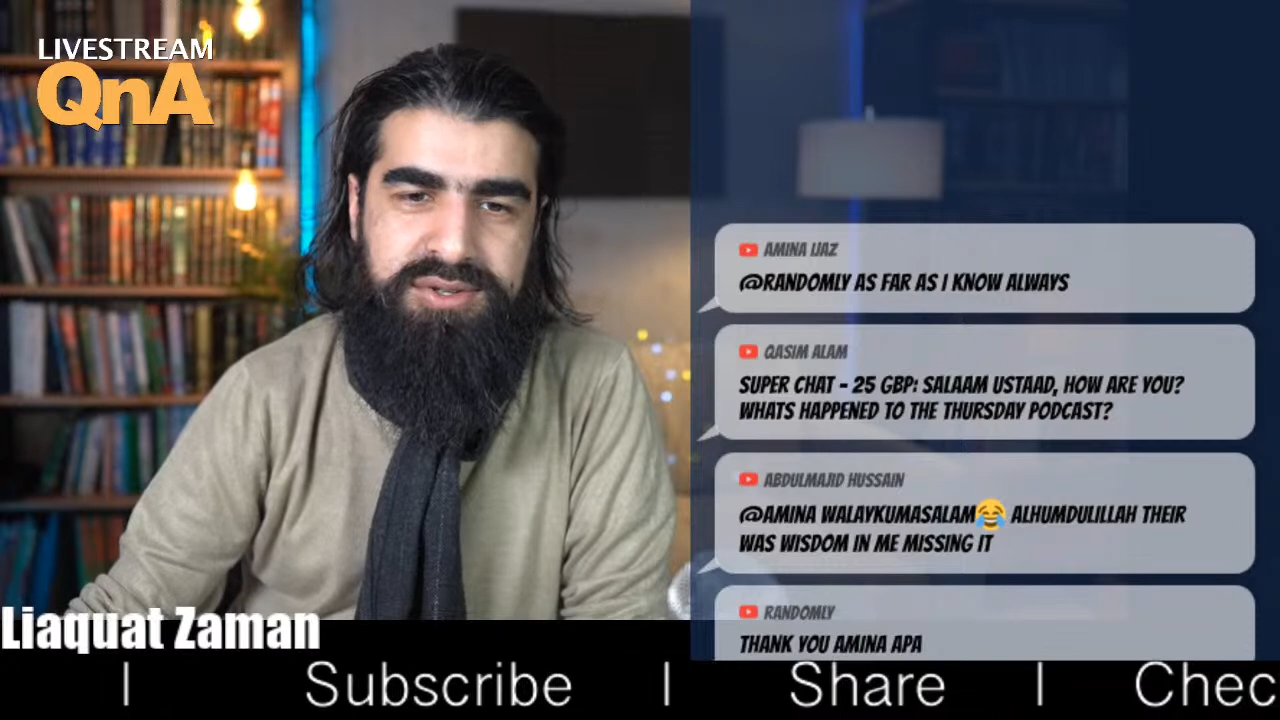 LIVESTREAM
QnA
AMINA IJAZ
@RANDOMLY AS FAR AS I KNOW ALWAYS
QASIM ALAM
SUPER CHAT - 25 GBP: SALAAM USTAAD, HOW ARE YOU?
WHATS HAPPENED TO THE THURSDAY PODCAST?
ABDULMAJID HUSSAIN
@AMINA WALAYKUMASALAM😂 ALHUMDULILLAH THEIR
WAS WISDOM IN ME MISSING IT
RANDOMLY
THANK YOU AMINA APA
Liaquat Zaman
| Subscribe | Share | Chec